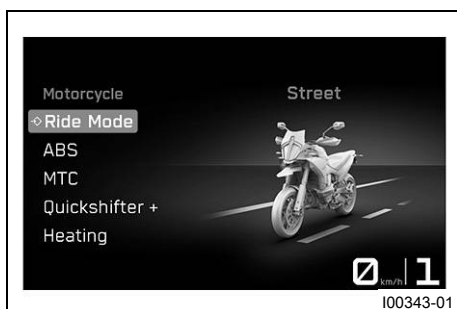 Motorcycle
Street
Ride Mode
ABS
MTC
Quickshifter +
Heating
0 km/h 1
I00343-01